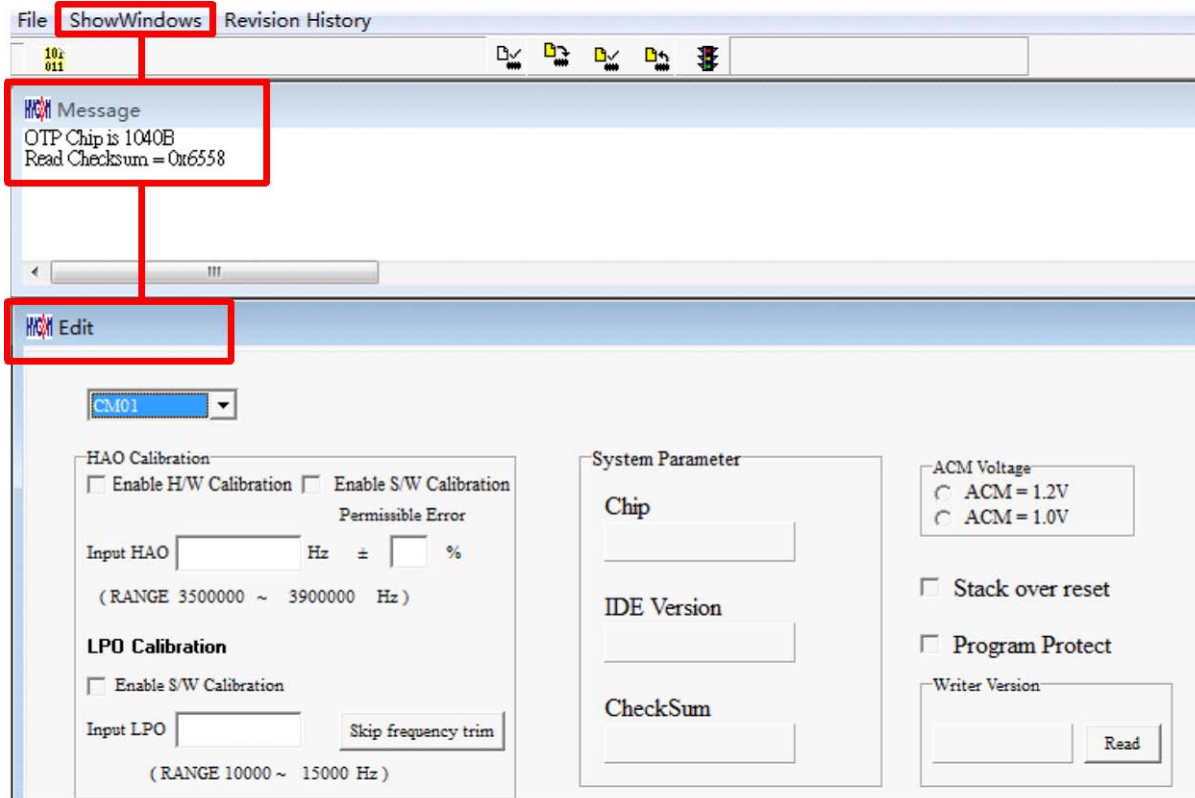 File ShowWindows Revision History
101
011
HYCON Message
OTP Chip is 1040B
Read Checksum = 0x6558
HYCON Edit
CM01
HAO Calibration
Enable H/W Calibration Enable S/W Calibration
Permissible Error
Input HAO Hz ± %
( RANGE 3500000 ~ 3900000 Hz )
LPO Calibration
Enable S/W Calibration
Input LPO Skip frequency trim
( RANGE 10000 ~ 15000 Hz )
System Parameter
Chip
IDE Version
CheckSum
ACM Voltage
ACM = 1.2V
ACM = 1.0V
Stack over reset
Program Protect
Writer Version
Read